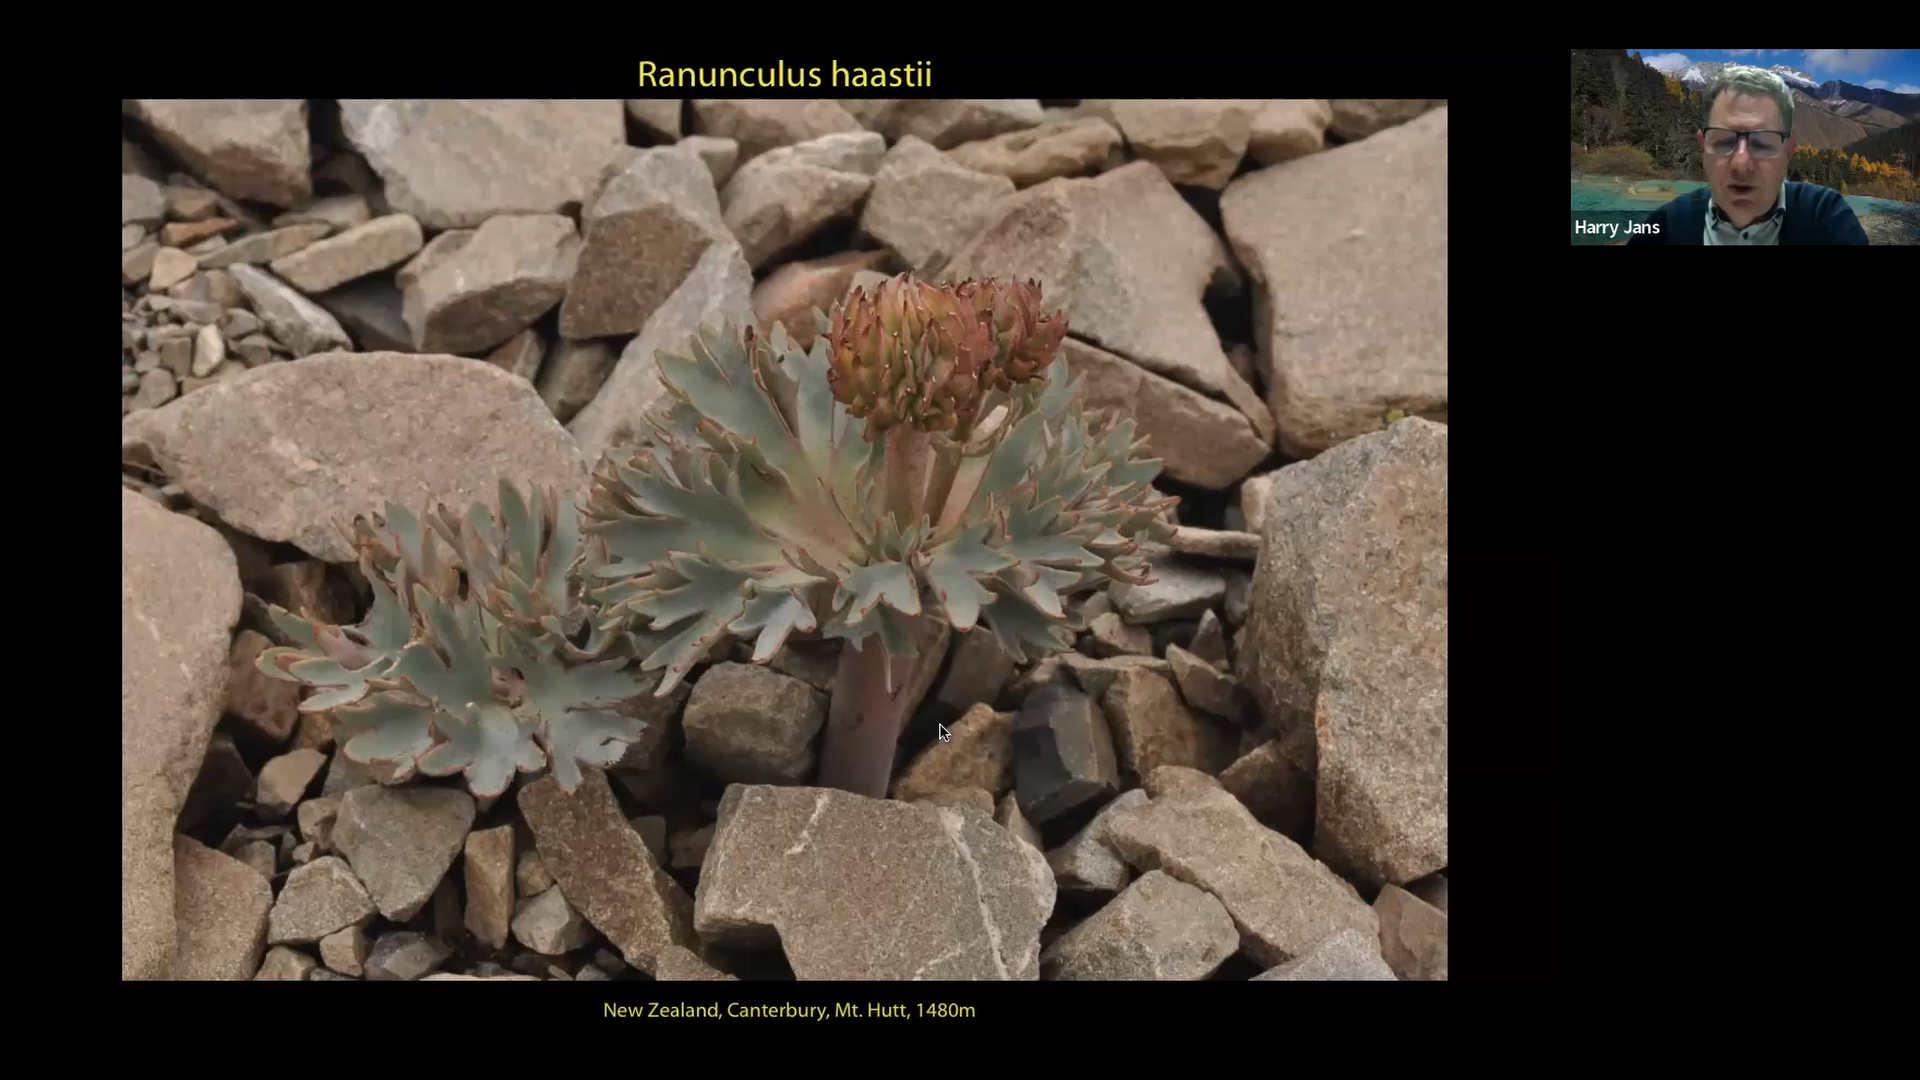 Ranunculus haastii
Harry Jans
New Zealand, Canterbury, Mt. Hutt, 1480m